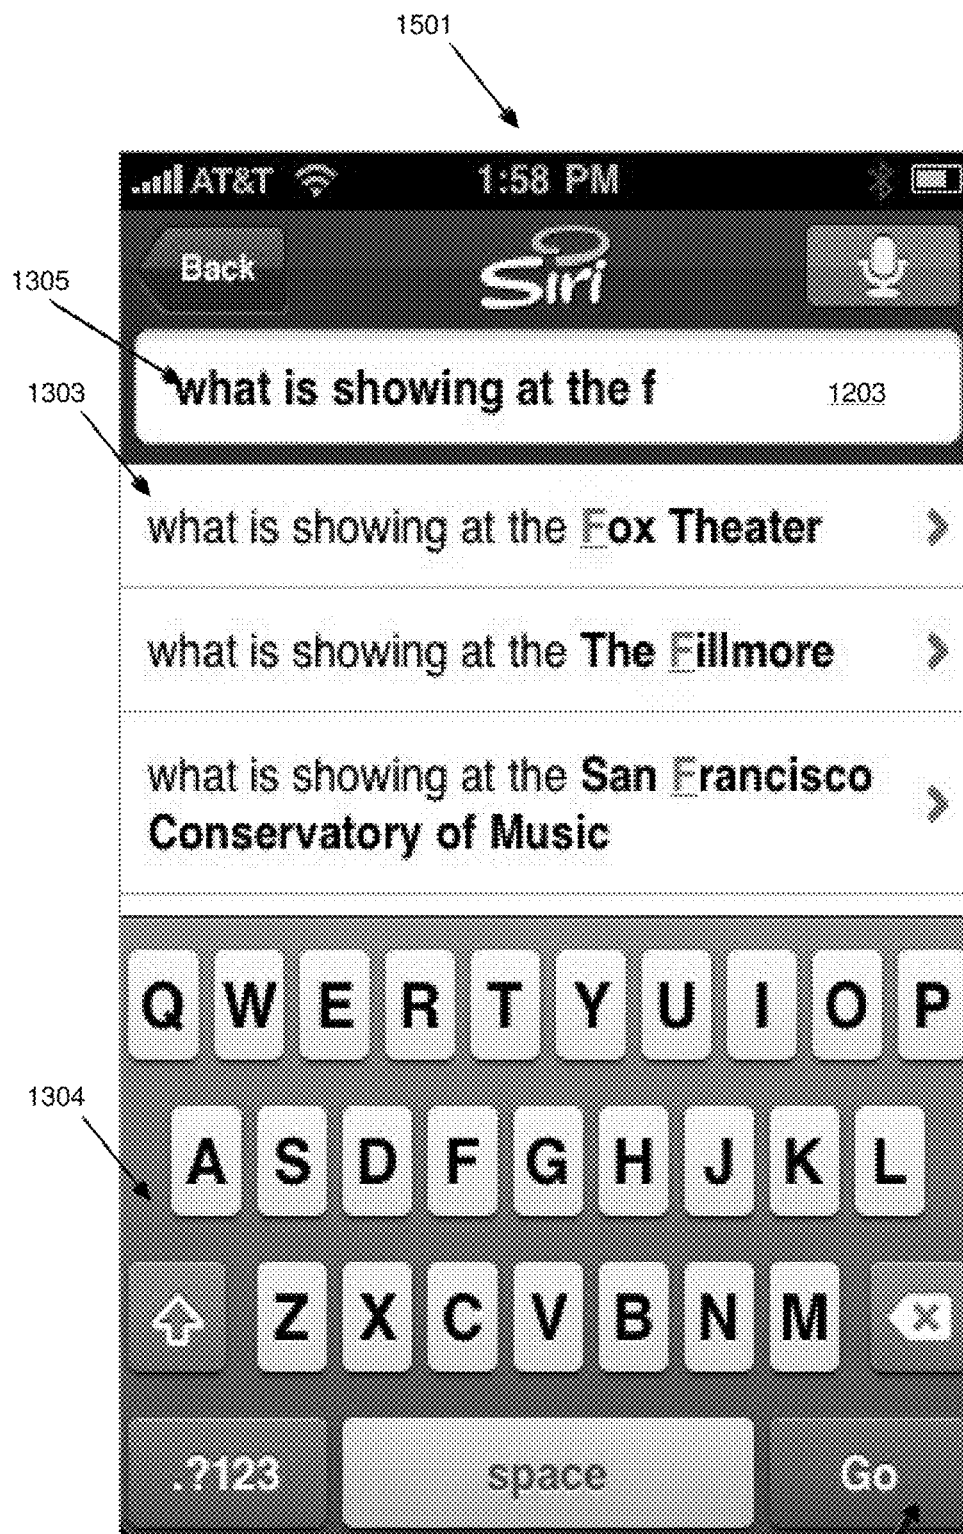 1501
AT&T 1:58 PM
Back Siri
1305
what is showing at the f 1203
1303
what is showing at the Fox Theater
what is showing at the The Fillmore
what is showing at the San Francisco
Conservatory of Music
Q W E R T Y U I O P
1304
A S D F G H J K L
Z X C V B N M
.?123 space Go